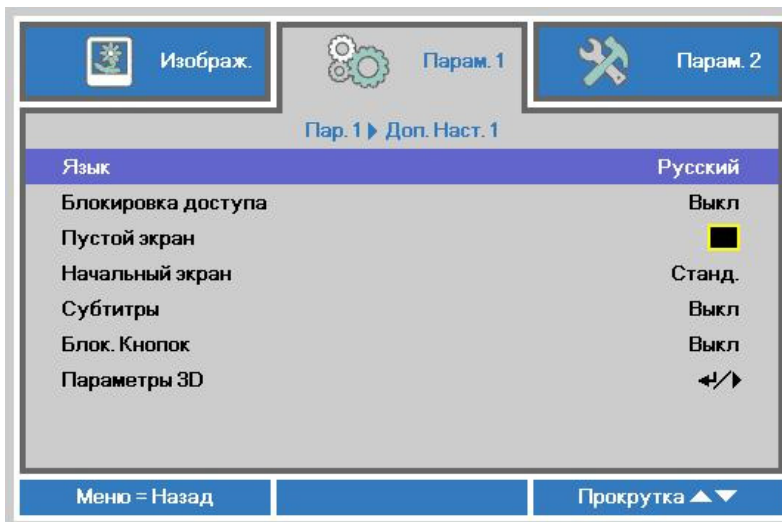 Изображ. Парам. 1 Парам. 2
Пар. 1 Доп. Наст. 1
Язык Русский
Блокировка доступа Выкл
Пустой экран
Начальный экран Станд.
Субтитры Выкл
Блок. Кнопок Выкл
Параметры 3D
Меню = Назад Прокрутка